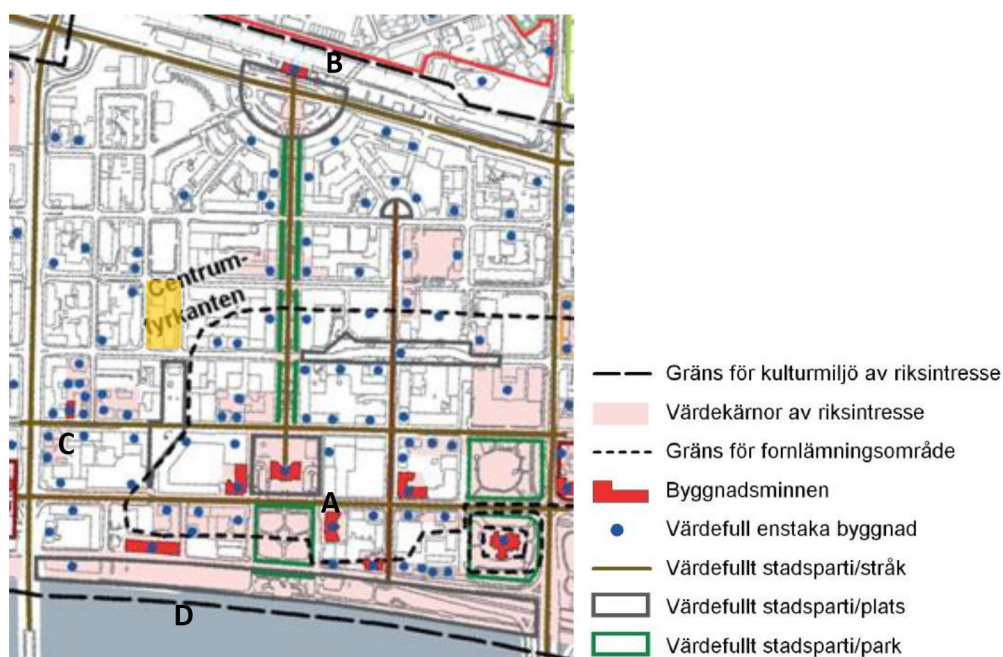 B
Centrum-
fyrkanten
C
A
D
Gräns för kulturmiljö av riksintresse
Värdekärnor av riksintresse
Gräns för fornlämningsområde
Byggnadsminnen
Värdefull enstaka byggnad
Värdefullt stadsparti/stråk
Värdefullt stadsparti/plats
Värdefullt stadsparti/park